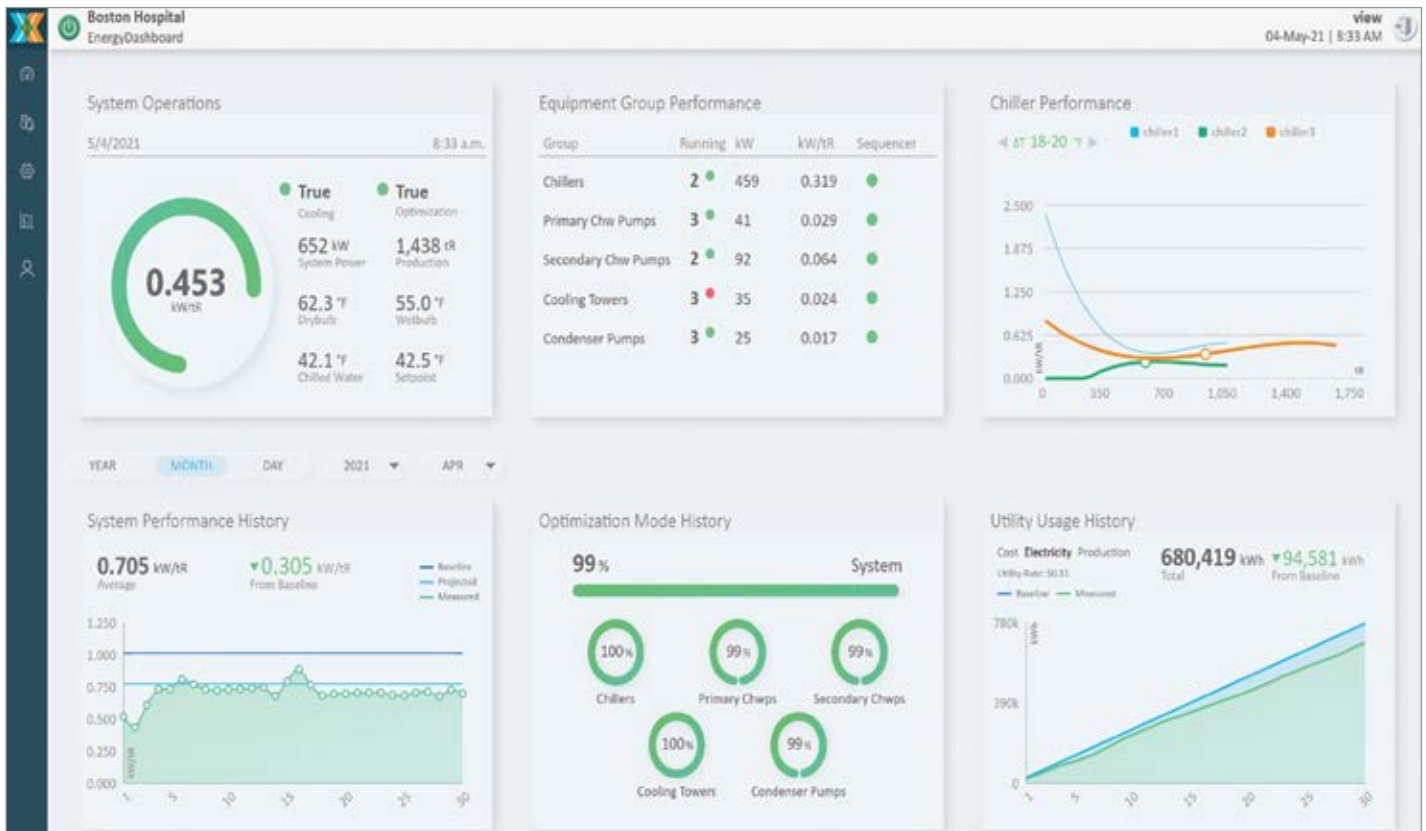 Boston Hospital
EnergyDashboard
view
04-May-21 | 8:33 AM
System Operations
5/4/2021 8:33 a.m.
0.453
kW/tR
True True
Cooling Optimization
652 kW 1,438 tR
System Power Production
62.3 °F 55.0 °F
Drybulb Wetbulb
42.1 °F 42.5 °F
Chilled Water Setpoint
Equipment Group Performance
Group Running kW kW/tR Sequencer
Chillers 2 459 0.319
Primary Chw Pumps 3 41 0.029
Secondary Chw Pumps 2 92 0.064
Cooling Towers 3 35 0.024
Condenser Pumps 3 25 0.017
Chiller Performance
ΔT 18-20 °F chiller1 chiller2 chiller3
2.500
1.875
1.250
0.625
0.000
kW/tR
tR
0 350 700 1,050 1,400 1,750
YEAR MONTH DAY 2021 APR
System Performance History
0.705 kW/tR ▼0.305 kW/tR
Average From Baseline
Baseline
Projected
Measured
1.250
1.000
0.750
0.500
0.250
0.000
kW/tR
1 5 10 15 20 25 30
Optimization Mode History
99% System
100% 99% 99%
Chillers Primary Chwps Secondary Chwps
100% 99%
Cooling Towers Condenser Pumps
Utility Usage History
Cost Electricity Production
680,419 kWh ▼94,581 kWh
Total From Baseline
Utility Rate:
Baseline Measured
780k
390k
0
kWh
1 5 10 15 20 25 30